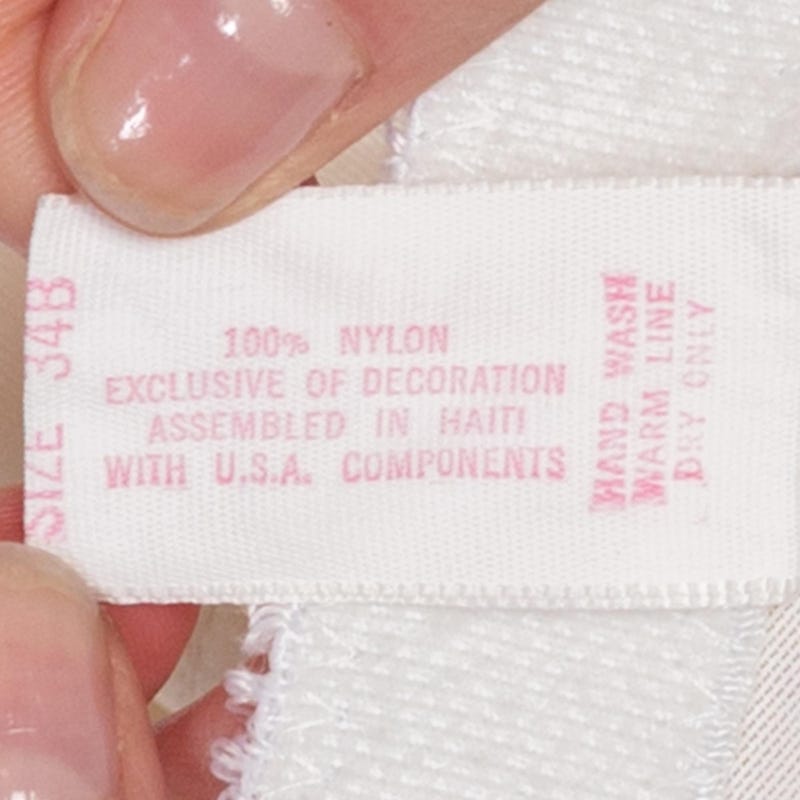 SIZE 34B
100% NYLON
EXCLUSIVE OF DECORATION
ASSEMBLED IN HAITI
WITH U.S.A. COMPONENTS
HAND WASH
WARM LINE
DRY ONLY